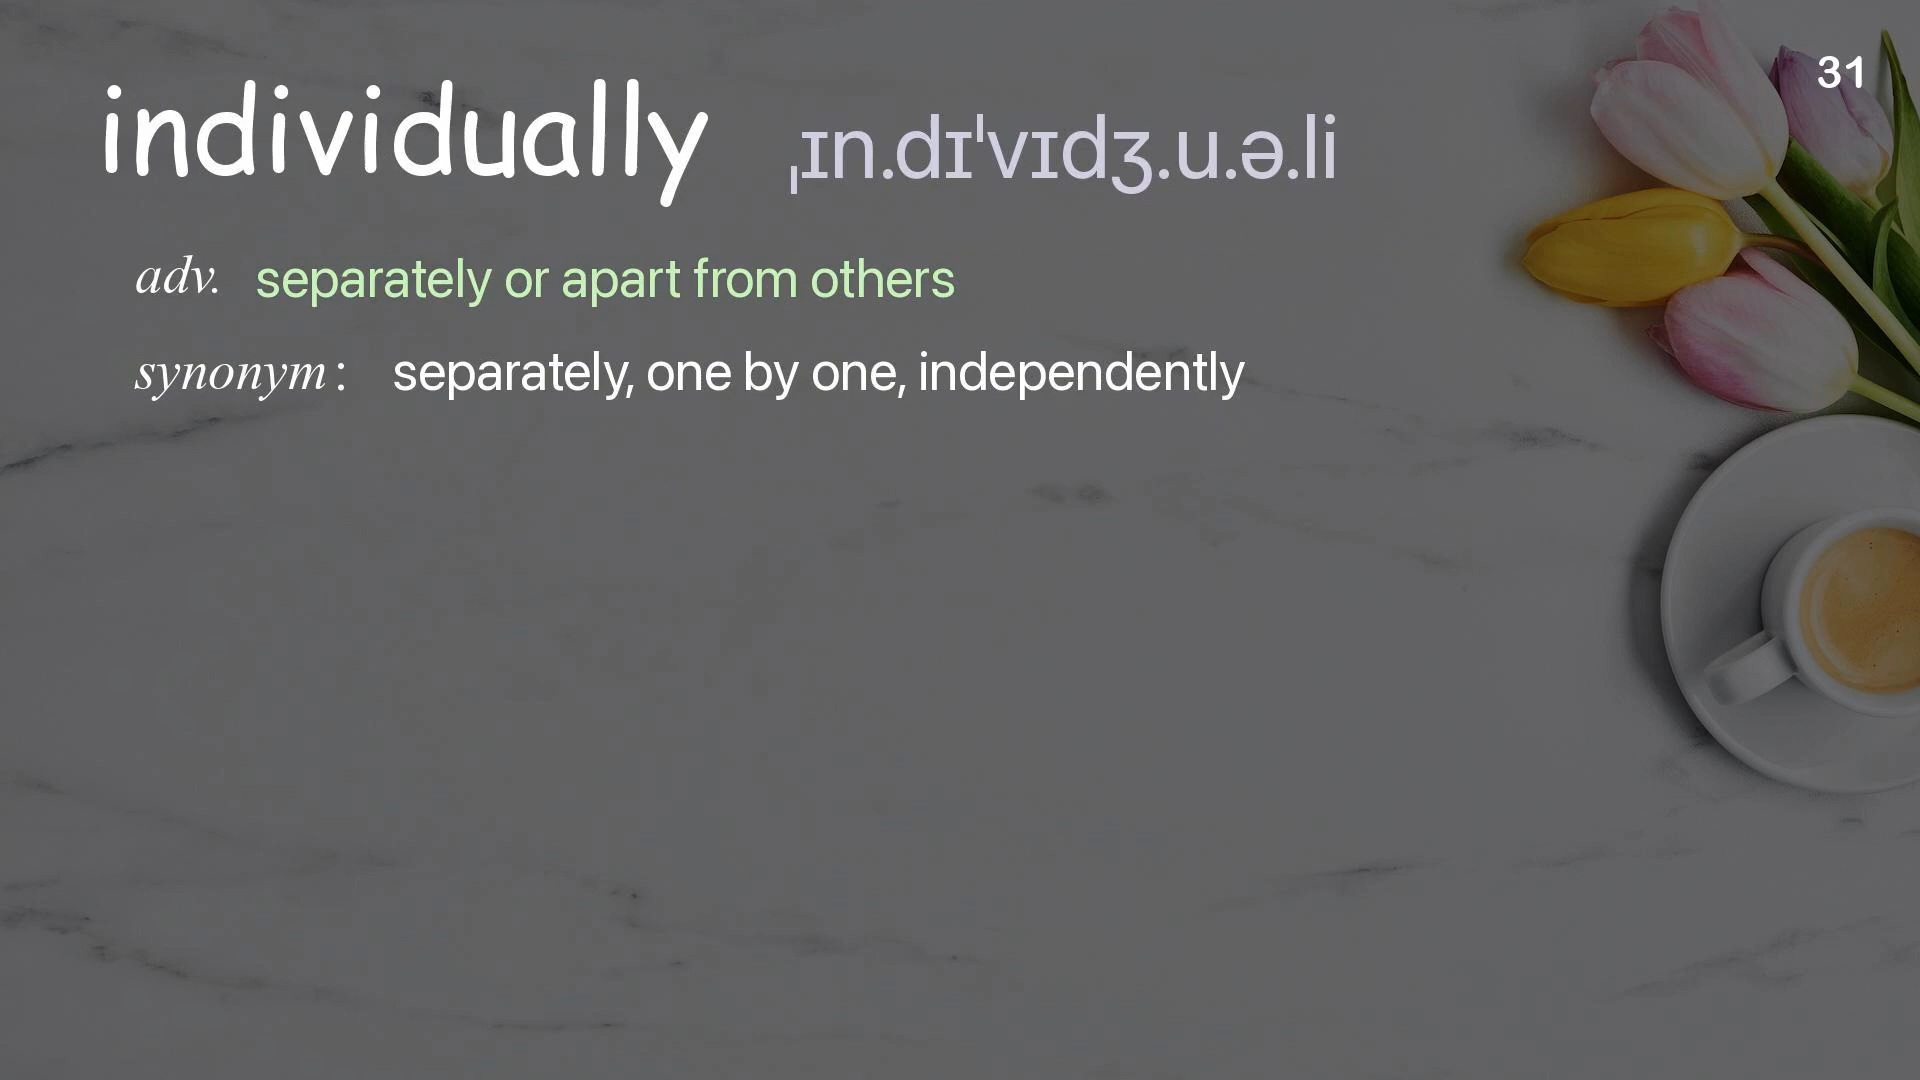 31
individually ˌɪn.dɪˈvɪdʒ.u.ə.li
adv. separately or apart from others
synonym : separately, one by one, independently